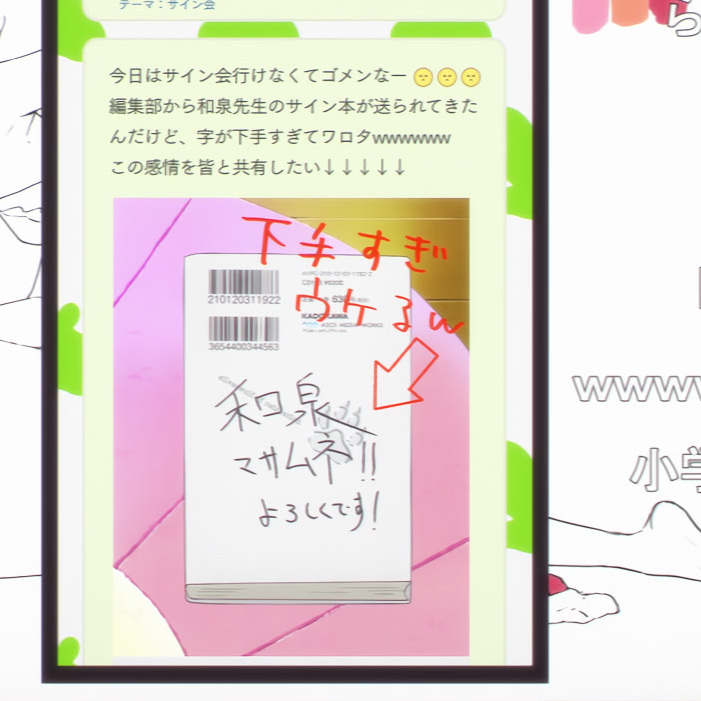 テーマ：サイン会
今日はサイン会行けなくてゴメンなー
編集部から和泉先生のサイン本が送られてきた
んだけど、字が下手すぎてワロタwwwwwww
この感情を皆と共有したい↓↓↓↓↓
下手すぎ
ウケるw
210120311922
3654400344563
KADOKAWA
和泉
マサムネ!!
よろしくです!
ら
wwww
小学